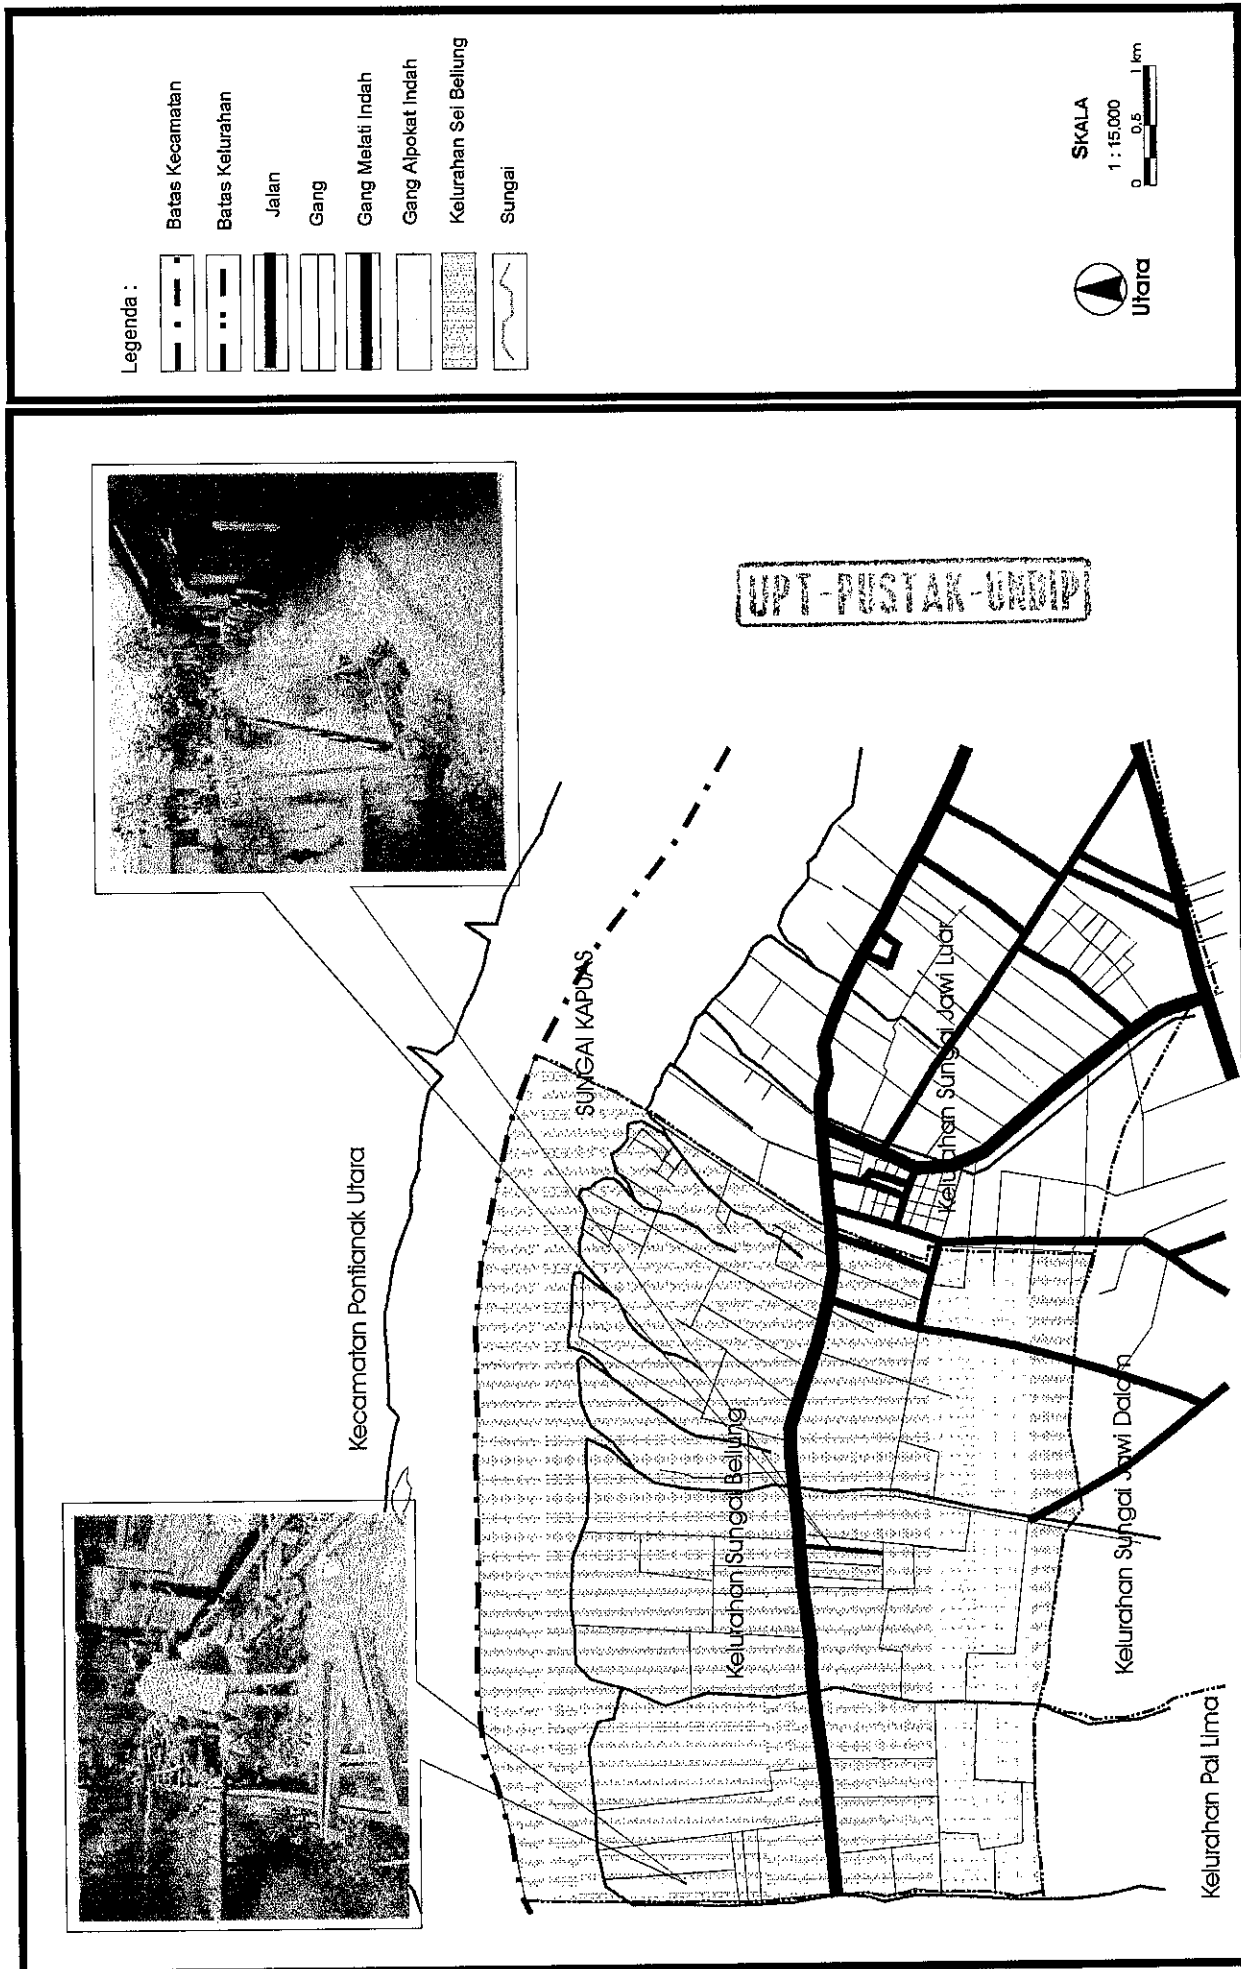 Legenda :
Batas Kecamatan
Batas Kelurahan
Jalan
Gang
Gang Melati Indah
Gang Alpokat Indah
Kelurahan Sei Beliung
Sungai
SKALA
1 : 15.000
0 0,5 1 km
Utara
UPT-PUSTAK-UNDIP
Kecamatan Pontianak Utara
SUNGAI KAPUAS
Kelurahan Sungai Jawi Luar
Kelurahan Sungai Beliung
Kelurahan Sungai Jawi Dalam
Kelurahan Pal Lima